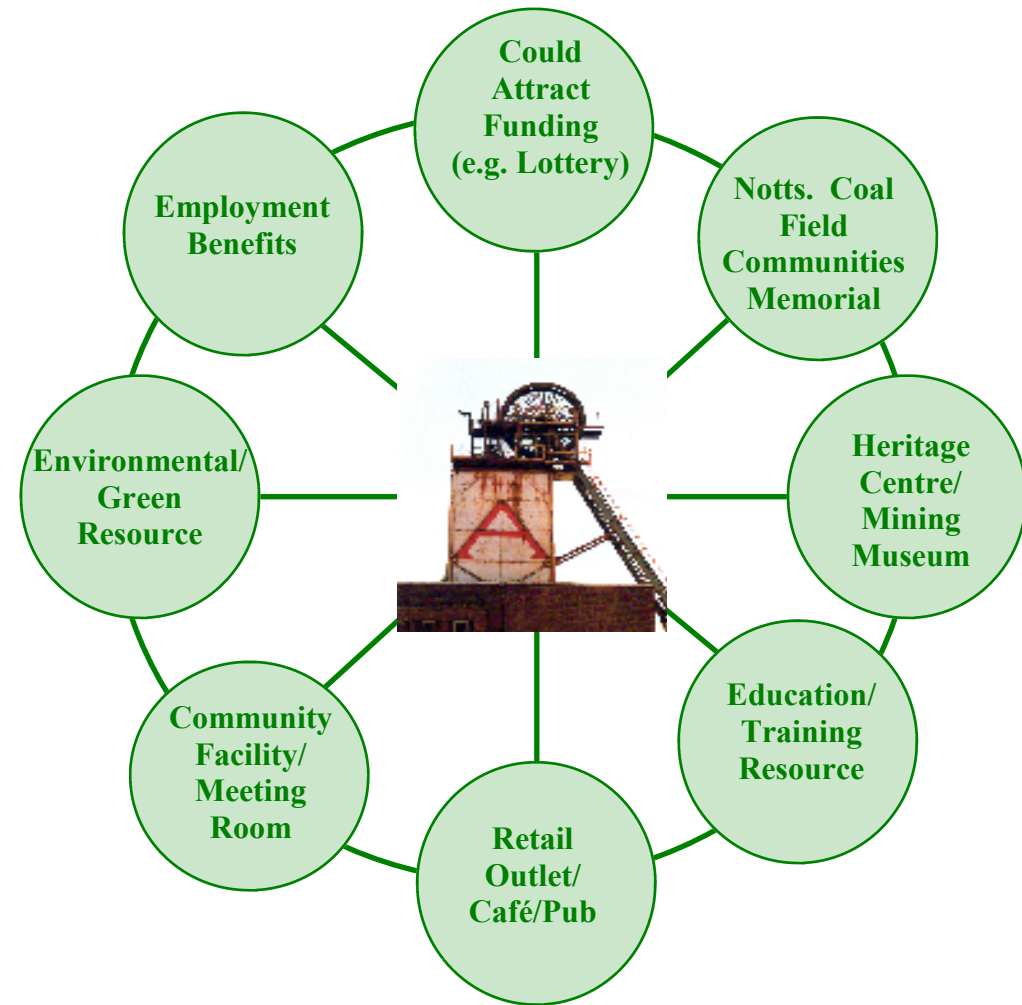 Could
Attract
Funding
(e.g. Lottery)
Notts. Coal
Field
Communities
Memorial
Heritage
Centre/
Mining
Museum
Education/
Training
Resource
Retail
Outlet/
Café/Pub
Community
Facility/
Meeting
Room
Environmental/
Green
Resource
Employment
Benefits
A